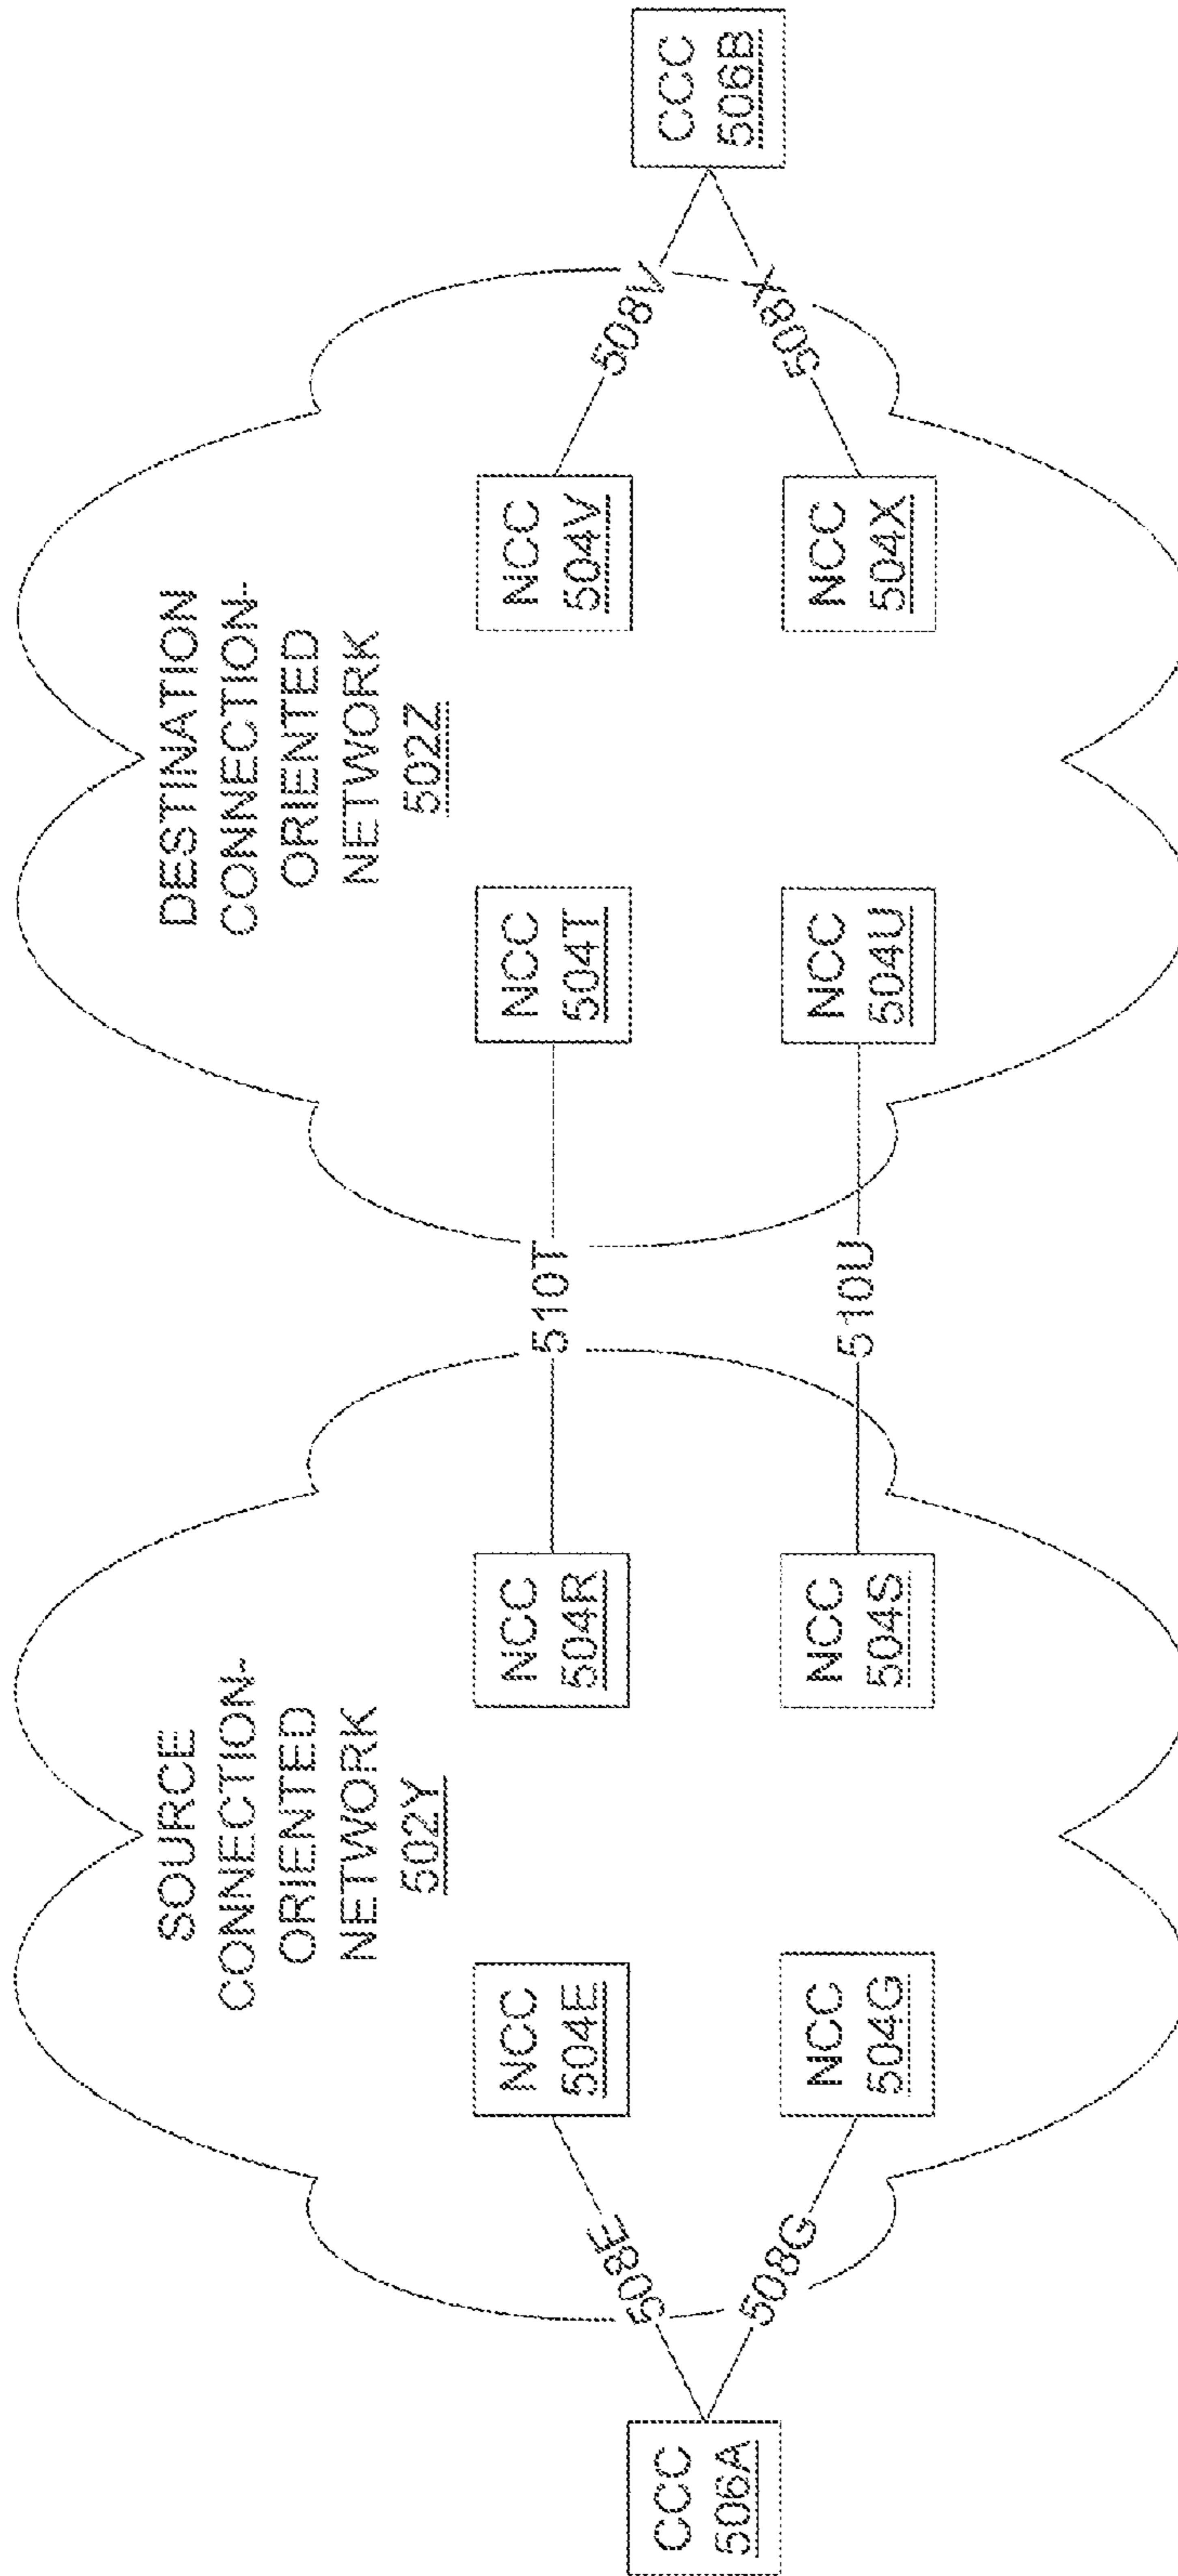 SOURCE
CONNECTION-
ORIENTED
NETWORK
502Y
DESTINATION
CONNECTION-
ORIENTED
NETWORK
502Z
CCC
506A
508E
508G
NCC
504E
NCC
504G
NCC
504R
NCC
504S
510T
510U
NCC
504T
NCC
504U
NCC
504V
NCC
504X
508V
508X
CCC
506B